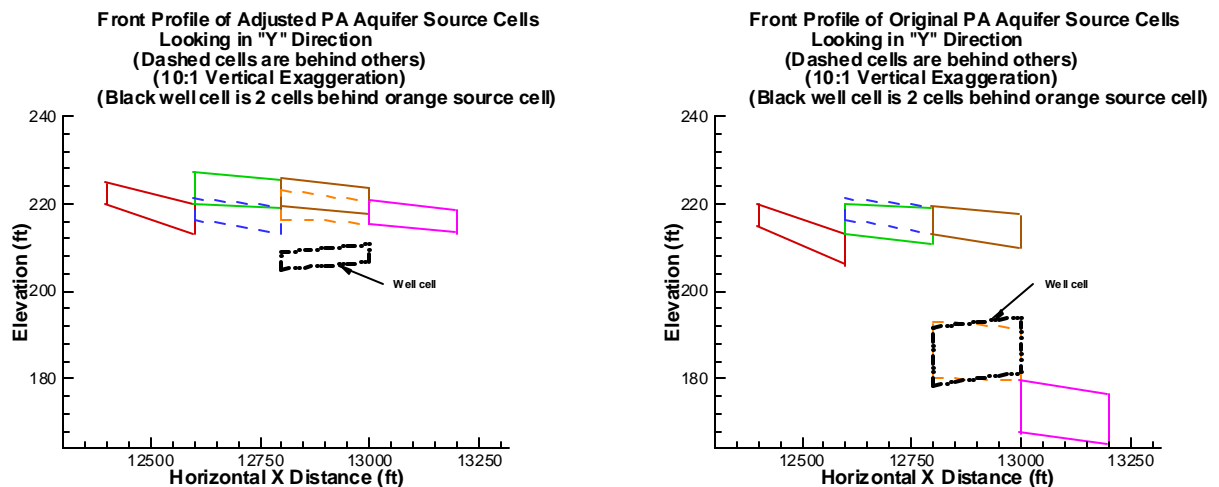 Front Profile of Adjusted PA Aquifer Source Cells
Looking in "Y" Direction
(Dashed cells are behind others)
(10:1 Vertical Exaggeration)
(Black well cell is 2 cells behind orange source cell)
240
220
200
180
Elevation (ft)
Well cell
12500
12750
13000
13250
Horizontal X Distance (ft)
Front Profile of Original PA Aquifer Source Cells
Looking in "Y" Direction
(Dashed cells are behind others)
(10:1 Vertical Exaggeration)
(Black well cell is 2 cells behind orange source cell)
240
220
200
180
Elevation (ft)
Well cell
12500
12750
13000
13250
Horizontal X Distance (ft)